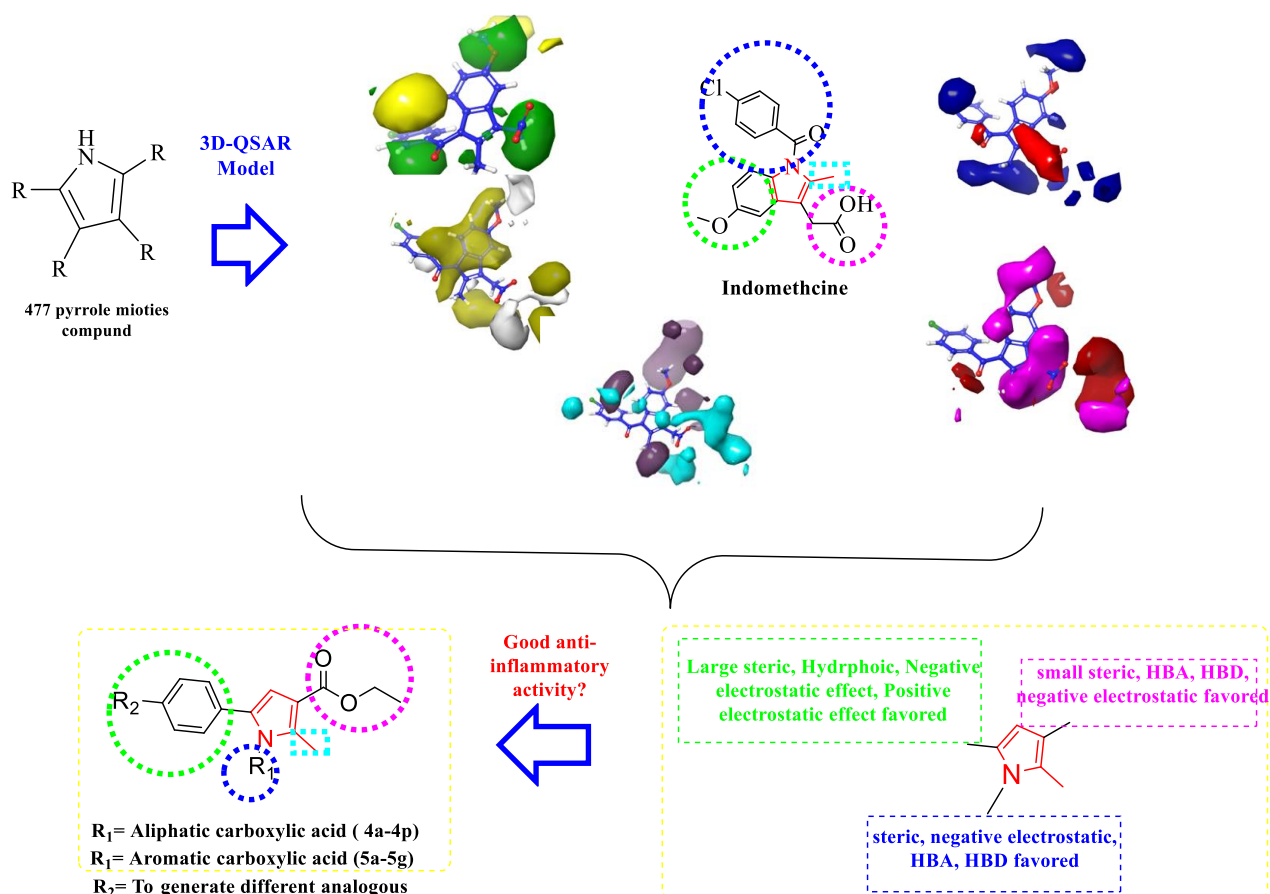 NH
R
R
R
R
477 pyrrole mioties
compund
3D-QSAR
Model
Cl
O
N
OH
O
O
Indomethcine
Good anti-
inflammatory
activity?
O
O
R2
N
R1
R1= Aliphatic carboxylic acid ( 4a-4p)
R1= Aromatic carboxylic acid (5a-5g)
R2= To generate different analogous
Large steric, Hydrphoic, Negative
electrostatic effect, Positive
electrostatic effect favored
small steric, HBA, HBD,
negative electrostatic favored
N
steric, negative electrostatic,
HBA, HBD favored